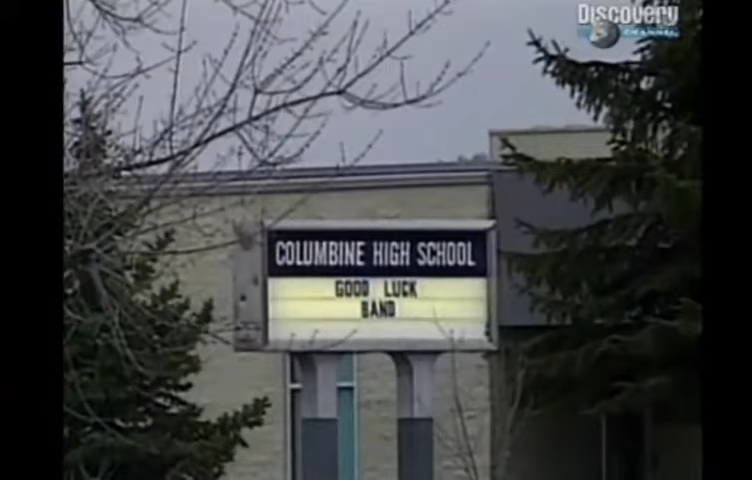 Discovery
CHANNEL
COLUMBINE HIGH SCHOOL
GOOD LUCK
BAND